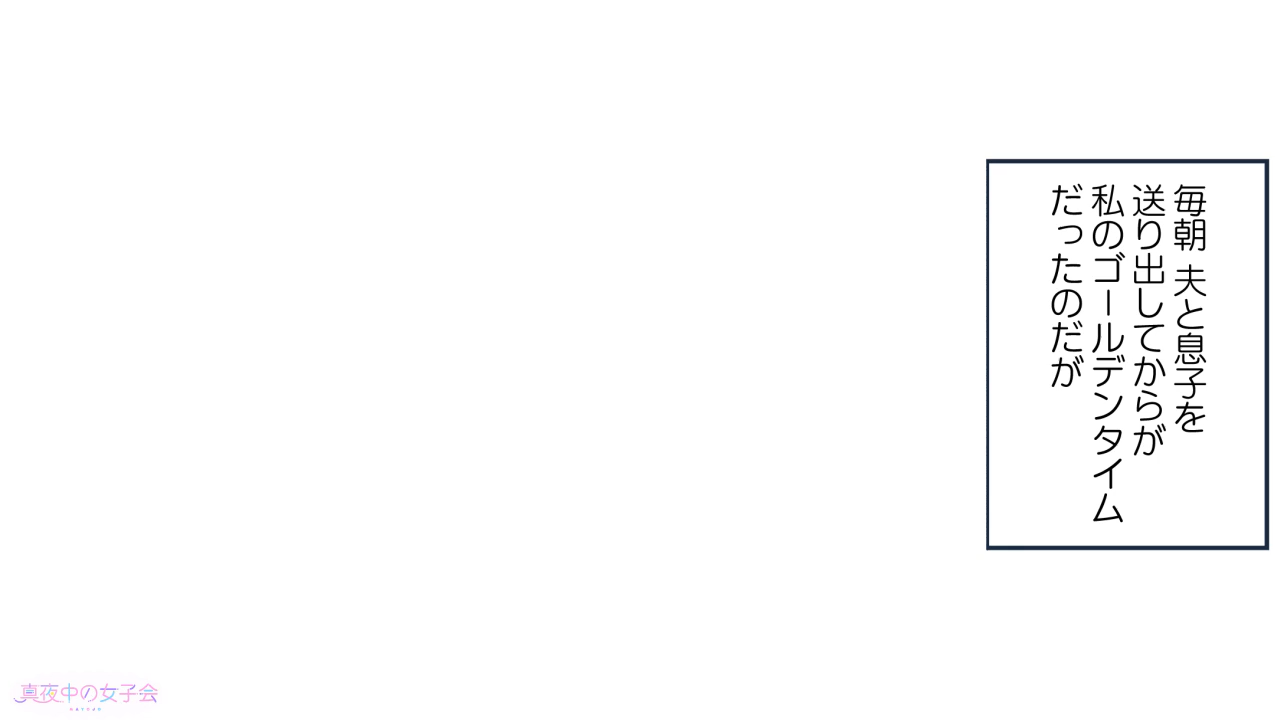 毎朝 夫と息子を
送り出してからが
私のゴールデンタイム
だったのだが
真夜中の女子会